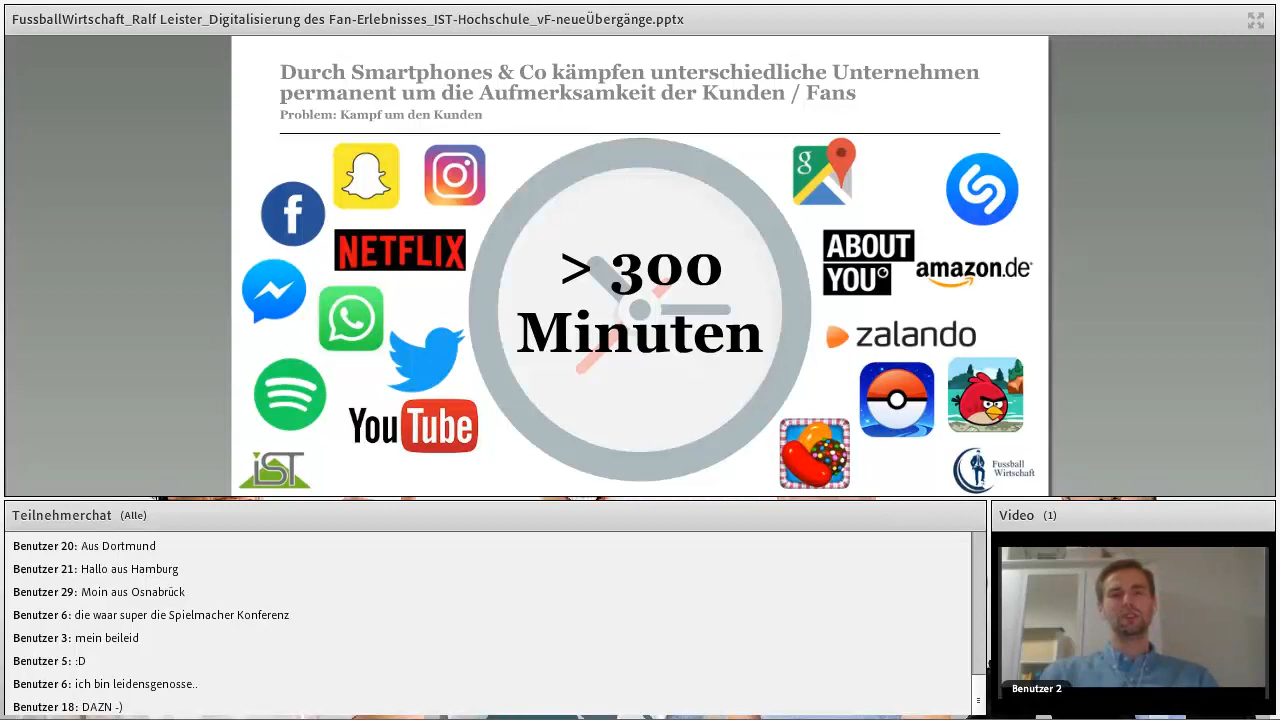 FussballWirtschaft_Ralf Leister_Digitalisierung des Fan-Erlebnisses_IST-Hochschule_vF-neueÜbergänge.pptx
Durch Smartphones & Co kämpfen unterschiedliche Unternehmen
permanent um die Aufmerksamkeit der Kunden / Fans
Problem: Kampf um den Kunden
f
NETFLIX
YouTube
iST
> 300
Minuten
g
ABOUT
YOU°
amazon.de
zalando
Fussball
Wirtschaft
Teilnehmerchat (Alle)
Benutzer 20: Aus Dortmund
Benutzer 21: Hallo aus Hamburg
Benutzer 29: Moin aus Osnabrück
Benutzer 6: die waar super die Spielmacher Konferenz
Benutzer 3: mein beileid
Benutzer 5: :D
Benutzer 6: ich bin leidensgenosse..
Benutzer 18: DAZN -)
Video (1)
Benutzer 2